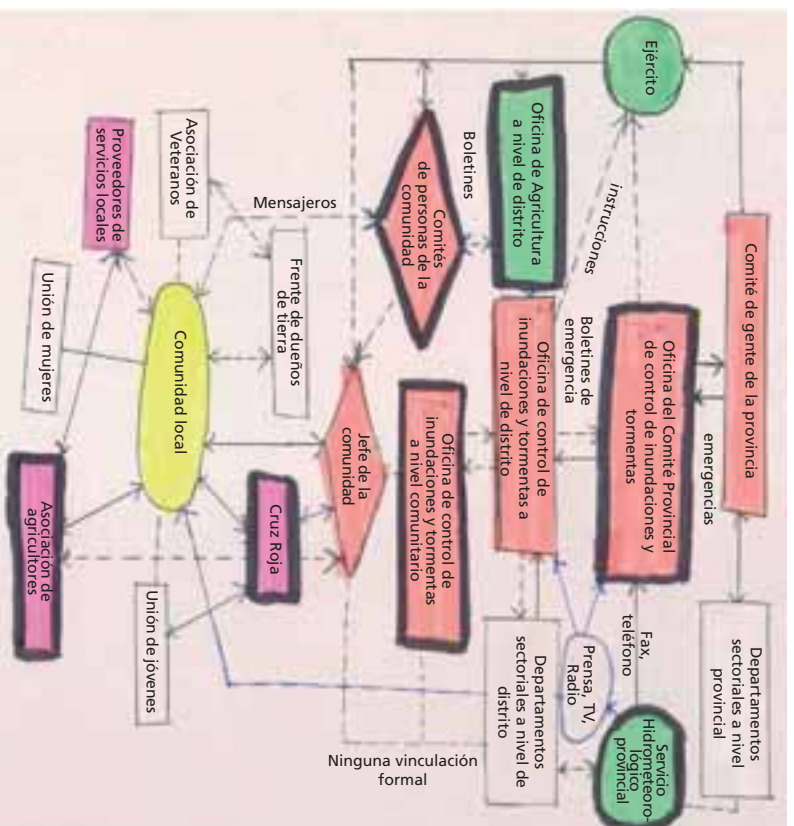 Comité de gente de la provincia
Departamentos
sectoriales a nivel
provincial
emergencias
Ejército
Oficina del Comité Provincial
de control de inundaciones y
tormentas
Fax,
teléfono
Servicio
Hidrometeoro-
lógico
provincial
instrucciones
Boletines de
emergencia
Prensa, TV,
Radio
Oficina de Agricultura
a nivel de
distrito
Oficina de control de
inundaciones y tormentas a
nivel de distrito
Departamentos
sectoriales a nivel de
distrito
Boletines
Comités
de personas de la
comunidad
Oficina de control de
inundaciones y tormentas
a nivel comunitario
Mensajeros
Jefe de la
comunidad
Ninguna vinculación
formal
Frente de dueños
de tierra
Cruz Roja
Asociación de
Veteranos
Comunidad local
Proveedores de
servicios locales
Unión de mujeres
Unión de jóvenes
Asociación de
agricultores